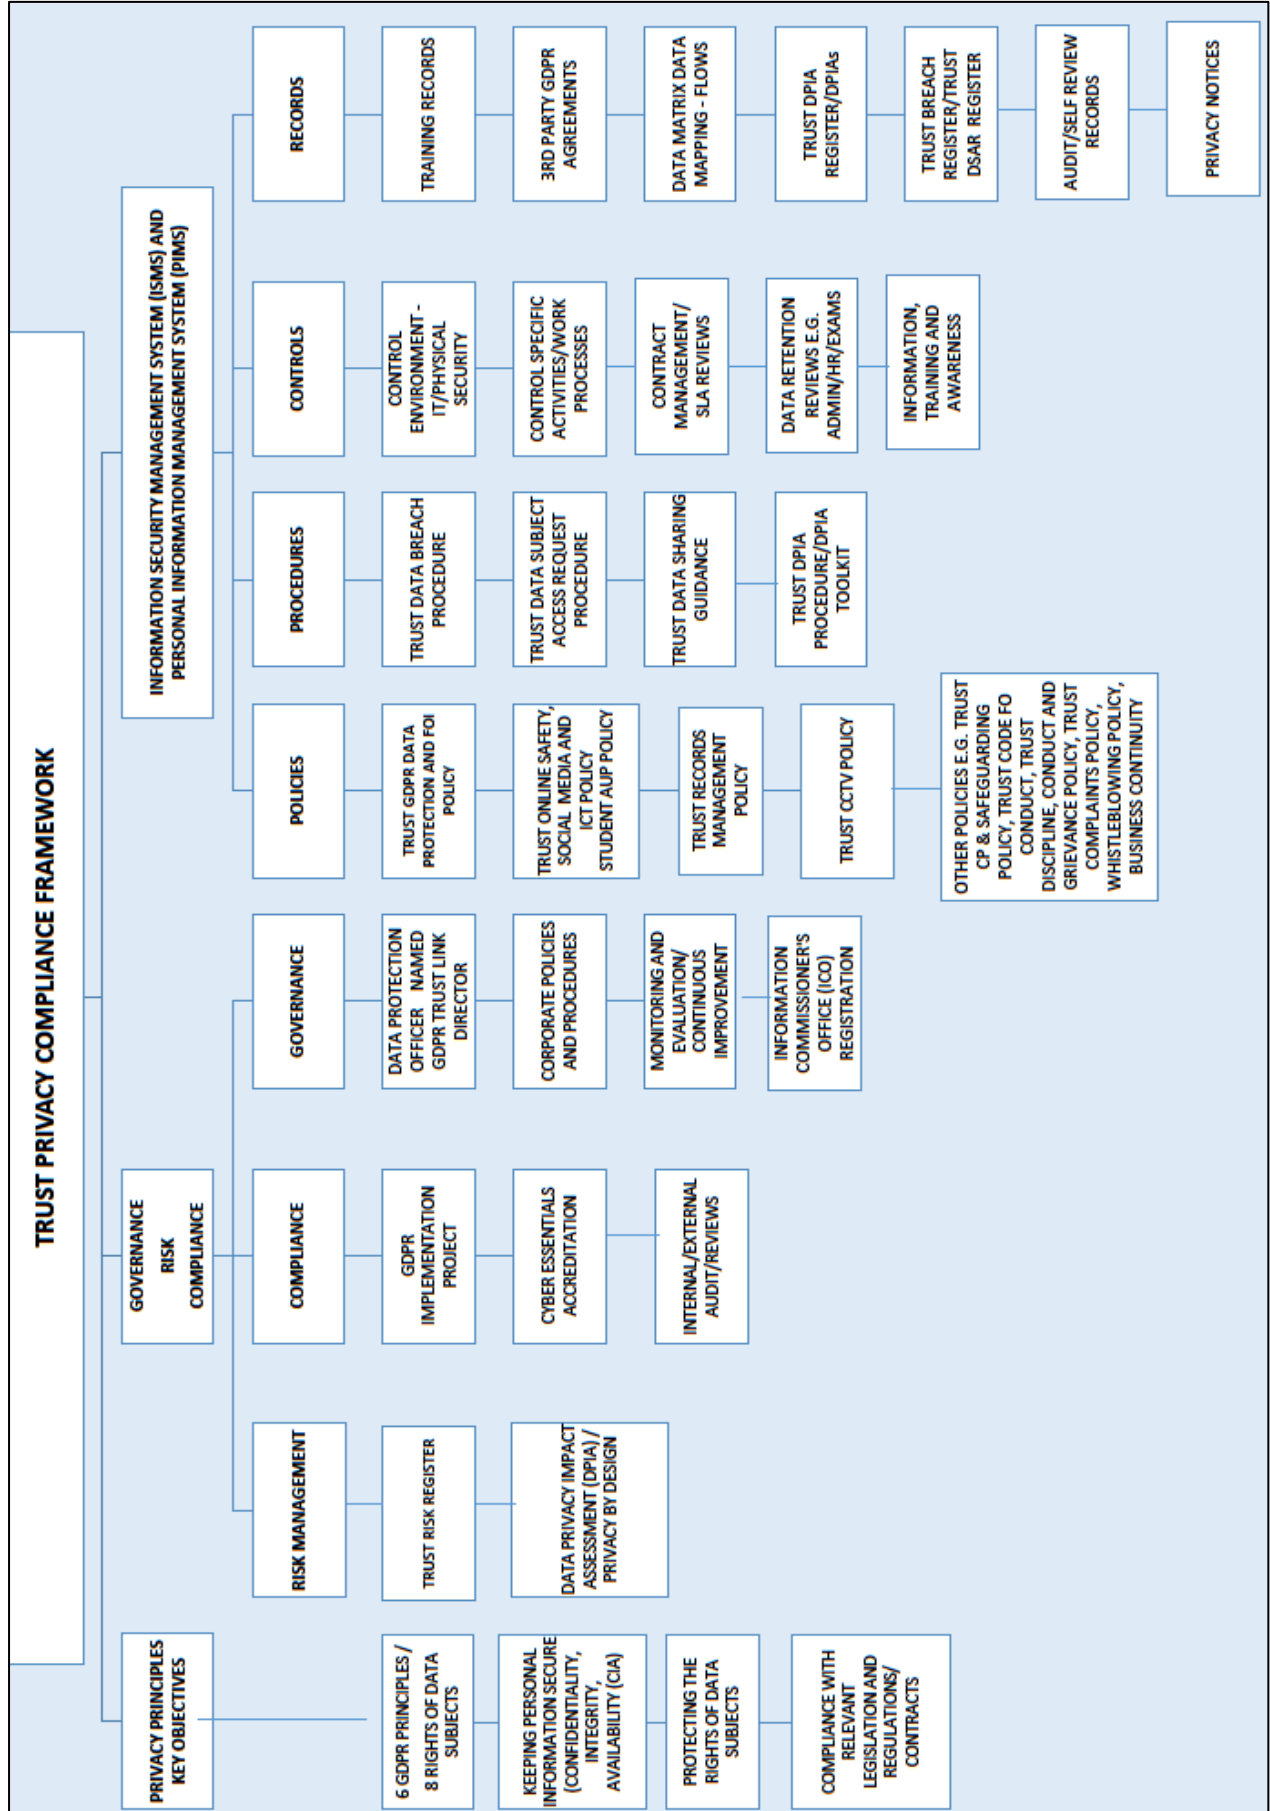 TRUST PRIVACY COMPLIANCE FRAMEWORK
PRIVACY PRINCIPLES
KEY OBJECTIVES
6 GDPR PRINCIPLES /
8 RIGHTS OF DATA
SUBJECTS
KEEPING PERSONAL
INFORMATION SECURE
(CONFIDENTIALITY,
INTEGRITY,
AVAILABILITY (CIA)
PROTECTING THE
RIGHTS OF DATA
SUBJECTS
COMPLIANCE WITH
RELEVANT
LEGISLATION AND
REGULATIONS/
CONTRACTS
GOVERNANCE
RISK
COMPLIANCE
RISK MANAGEMENT
TRUST RISK REGISTER
DATA PRIVACY IMPACT
ASSESSMENT (DPIA) /
PRIVACY BY DESIGN
COMPLIANCE
GDPR
IMPLEMENTATION
PROJECT
CYBER ESSENTIALS
ACCREDITATION
INTERNAL/EXTERNAL
AUDIT/REVIEWS
GOVERNANCE
DATA PROTECTION
OFFICER NAMED
GDPR TRUST LINK
DIRECTOR
CORPORATE POLICIES
AND PROCEDURES
MONITORING AND
EVALUATION/
CONTINUOUS
IMPROVEMENT
INFORMATION
COMMISSIONER'S
OFFICE (ICO)
REGISTRATION
INFORMATION SECURITY MANAGEMENT SYSTEM (ISMS) AND
PERSONAL INFORMATION MANAGEMENT SYSTEM (PIMS)
POLICIES
TRUST GDPR DATA
PROTECTION AND FOI
POLICY
TRUST ONLINE SAFETY,
SOCIAL MEDIA AND
ICT POLICY
STUDENT AUP POLICY
TRUST RECORDS
MANAGEMENT
POLICY
TRUST CCTV POLICY
OTHER POLICIES E.G. TRUST
CP & SAFEGUARDING
POLICY, TRUST CODE FO
CONDUCT, TRUST
DISCIPLINE, CONDUCT AND
GRIEVANCE POLICY, TRUST
COMPLAINTS POLICY,
WHISTLEBLOWING POLICY,
BUSINESS CONTINUITY
PROCEDURES
TRUST DATA BREACH
PROCEDURE
TRUST DATA SUBJECT
ACCESS REQUEST
PROCEDURE
TRUST DATA SHARING
GUIDANCE
TRUST DPIA
PROCEDURE/DPIA
TOOLKIT
CONTROLS
CONTROL
ENVIRONMENT -
IT/PHYSICAL
SECURITY
CONTROL SPECIFIC
ACTIVITIES/WORK
PROCESSES
CONTRACT
MANAGEMENT/
SLA REVIEWS
DATA RETENTION
REVIEWS E.G.
ADMIN/HR/EXAMS
INFORMATION,
TRAINING AND
AWARENESS
RECORDS
TRAINING RECORDS
3RD PARTY GDPR
AGREEMENTS
DATA MATRIX DATA
MAPPING - FLOWS
TRUST DPIA
REGISTER/DPIAs
TRUST BREACH
REGISTER/TRUST
DSAR REGISTER
AUDIT/SELF REVIEW
RECORDS
PRIVACY NOTICES